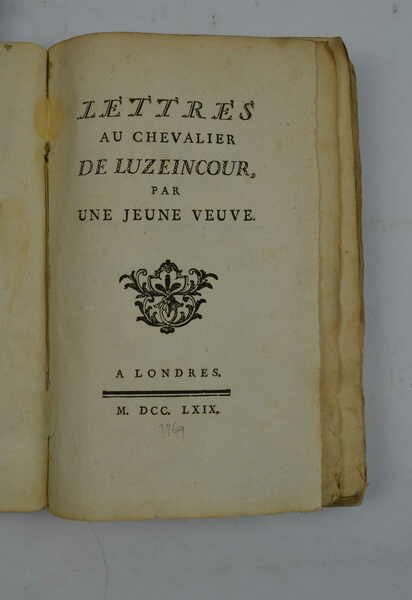 LETTRES
AU CHEVALIER
DE LUZEINCOUR,
PAR
UNE JEUNE VEUVE.
A LONDRES.
M. DCC. LXIX.
1769